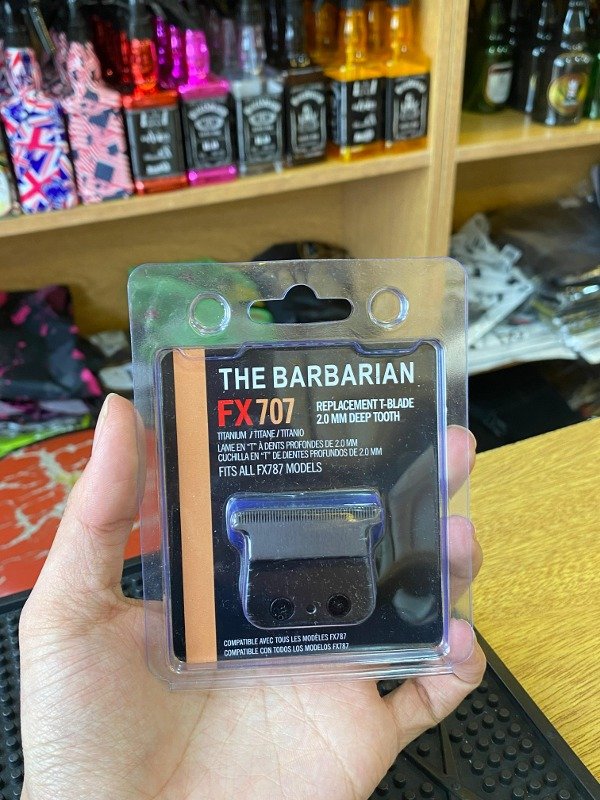 THE BARBARIAN
FX707
REPLACEMENT T-BLADE
2.0 MM DEEP TOOTH
TITANIUM / TITANE / TITANIO
LAME EN "T" À DENTS PROFONDES DE 2.0 MM
CUCHILLA EN "T" DE DIENTES PROFUNDOS DE 2.0 MM
FITS ALL FX787 MODELS
COMPATIBLE AVEC TOUS LES MODÈLES FX787
COMPATIBLE CON TODOS LOS MODELOS FX787